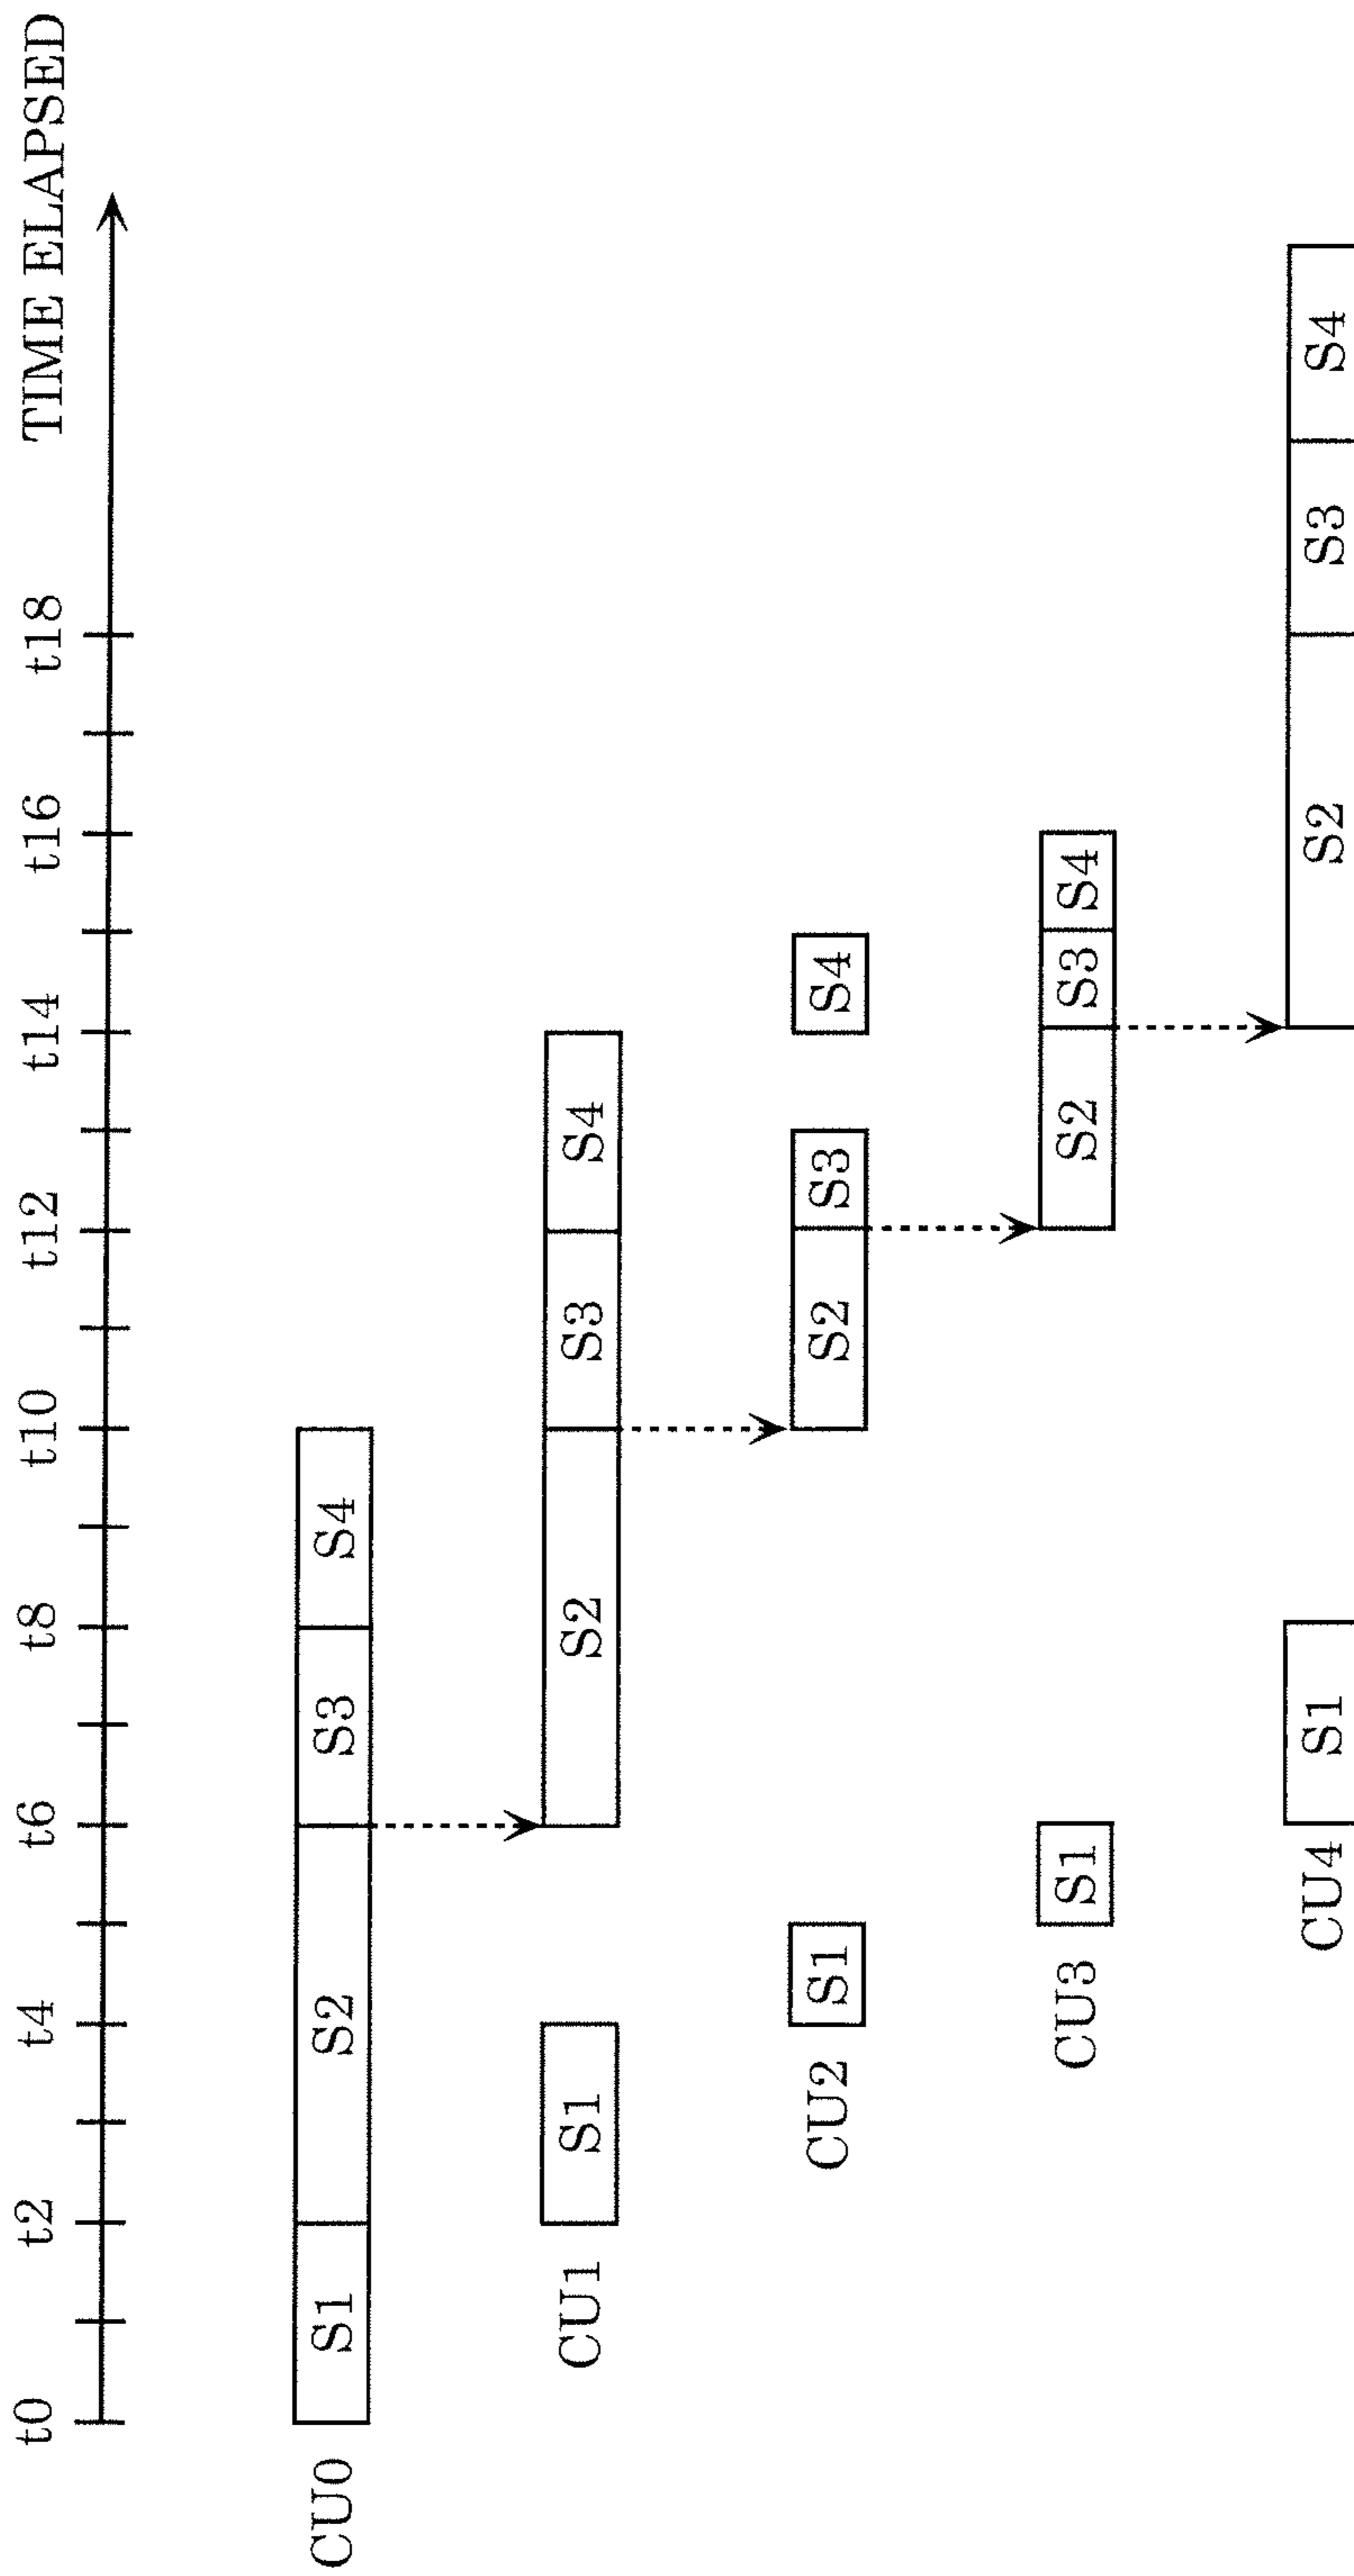 TIME ELAPSED
t0 t2 t4 t6 t8 t10 t12 t14 t16 t18
CU0 S1 S2 S3 S4
CU1 S1 S2 S3 S4
CU2 S1 S2 S3 S4
CU3 S1 S2 S3 S4
CU4 S1 S2 S3 S4